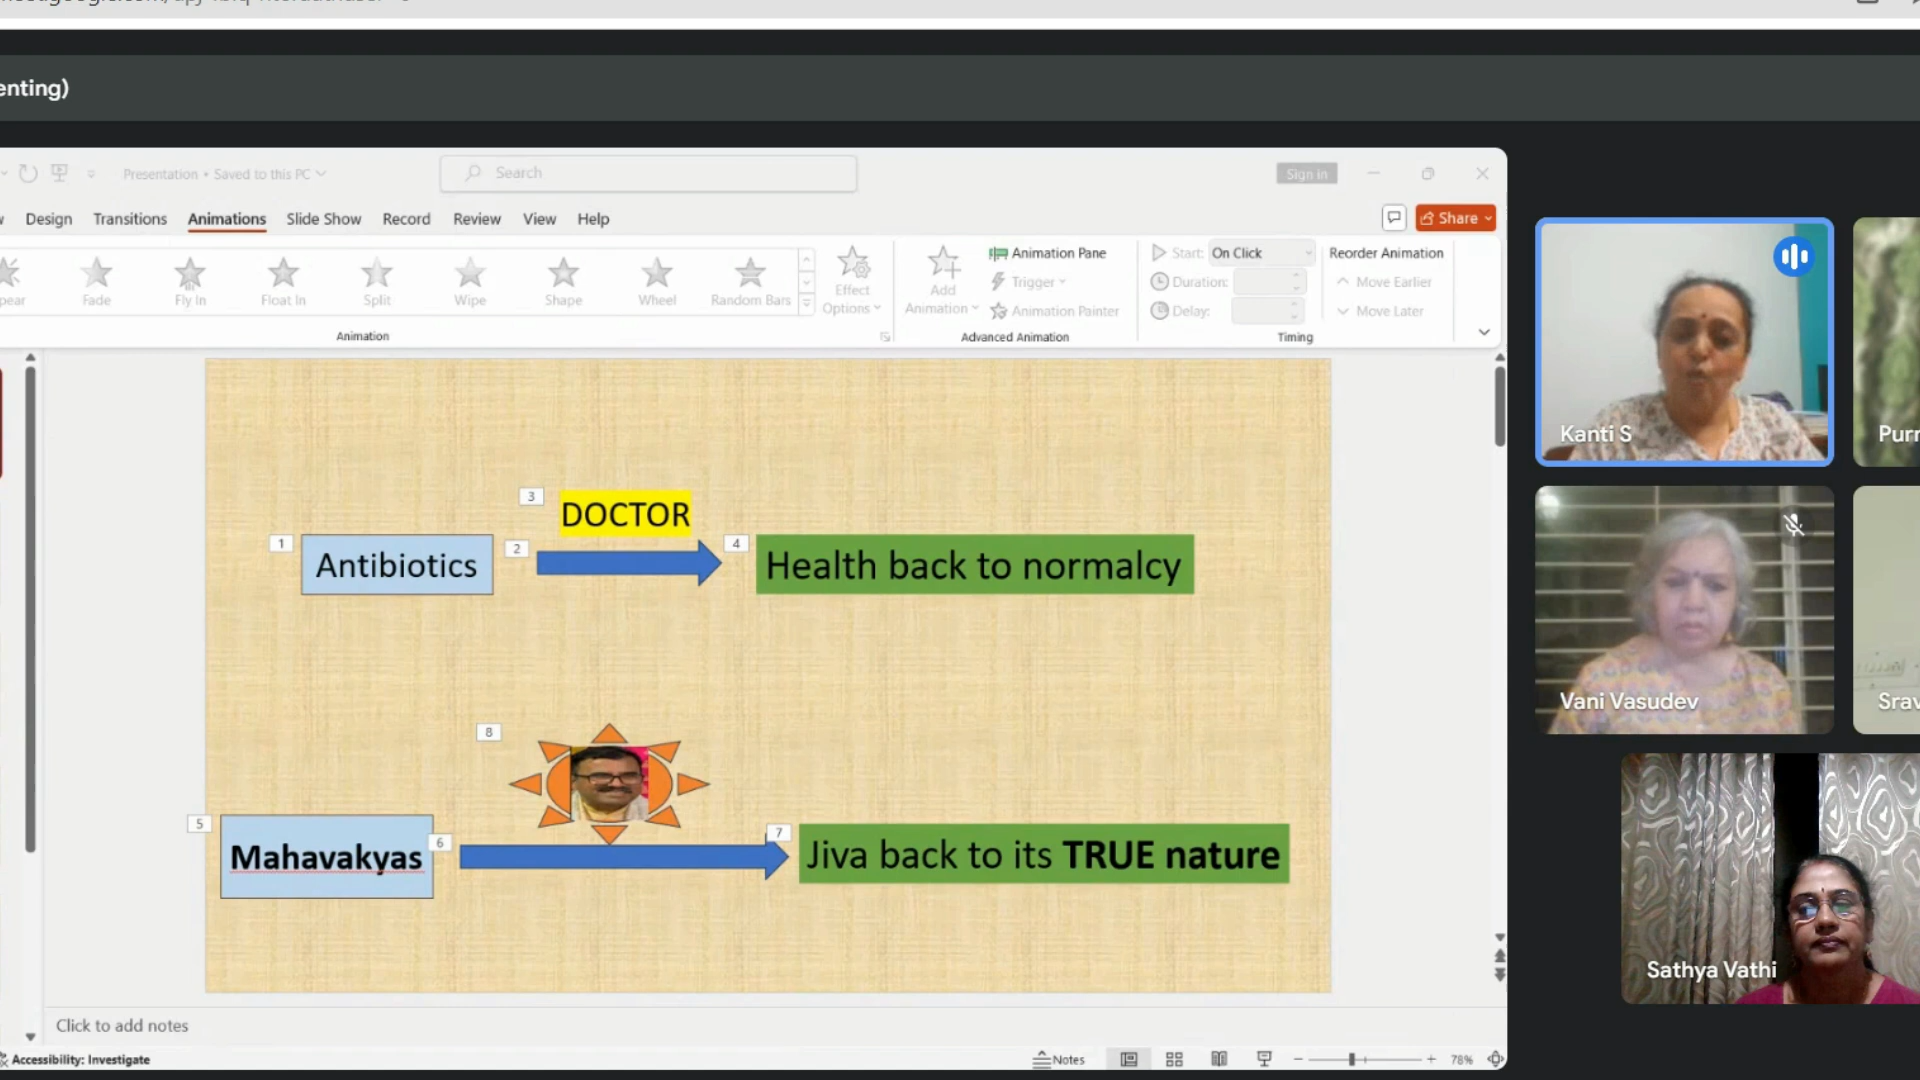 enting)
Presentation • Saved to this PC
Search
Sign in
Design Transitions Animations Slide Show Record Review View Help
Share
pear Fade Fly In Float In Split Wipe Shape Wheel Random Bars
Effect Options
Add Animation
Animation Pane
Trigger
Animation Painter
Start: On Click
Duration:
Delay:
Reorder Animation
Move Earlier
Move Later
Animation
Advanced Animation
Timing
3
DOCTOR
1
Antibiotics
2
4
Health back to normalcy
8
5
Mahavakyas
6
7
Jiva back to its TRUE nature
Click to add notes
Accessibility: Investigate
Notes
78%
Kanti S
Purr
Vani Vasudev
Srav
Sathya Vathi